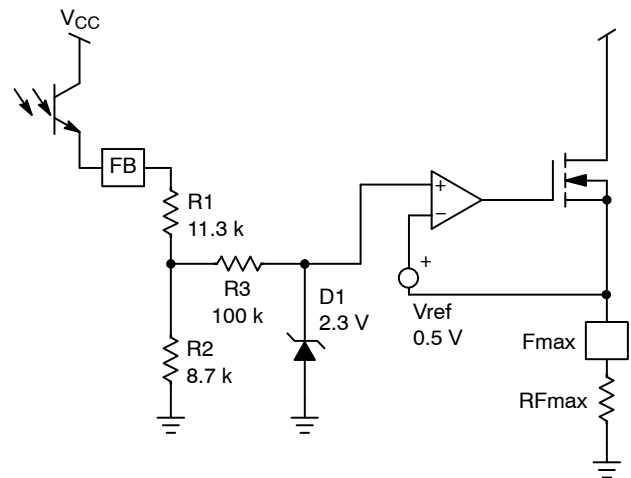 VCC
FB
R1
11.3 k
R3
100 k
R2
8.7 k
D1
2.3 V
+
−
+
Vref
0.5 V
Fmax
RFmax